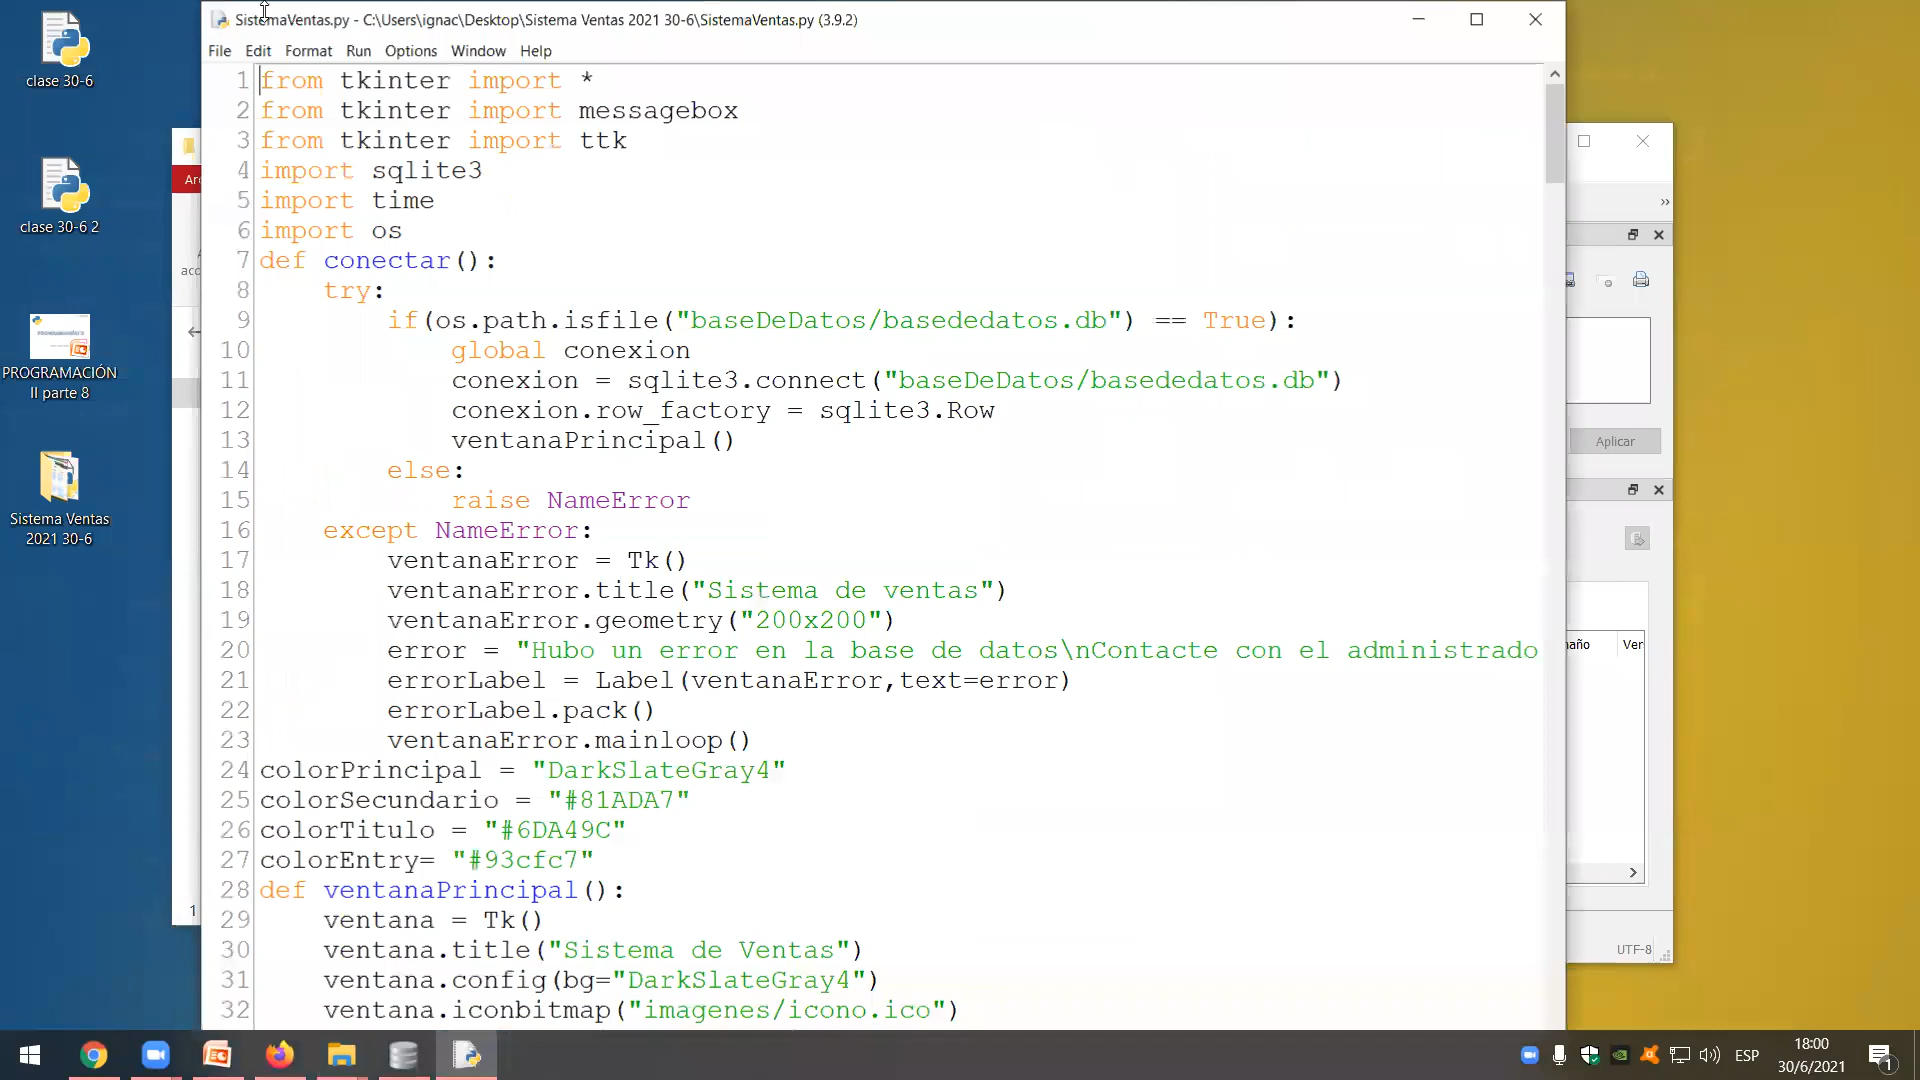 SistemaVentas.py - C:\Users\ignac\Desktop\Sistema Ventas 2021 30-6\SistemaVentas.py (3.9.2)
File Edit Format Run Options Window Help
1 from tkinter import *
2 from tkinter import messagebox
3 from tkinter import ttk
4 import sqlite3
5 import time
6 import os
7 def conectar():
8     try:
9         if(os.path.isfile("baseDeDatos/basededatos.db") == True):
10             global conexion
11             conexion = sqlite3.connect("baseDeDatos/basededatos.db")
12             conexion.row_factory = sqlite3.Row
13             ventanaPrincipal()
14         else:
15             raise NameError
16     except NameError:
17         ventanaError = Tk()
18         ventanaError.title("Sistema de ventas")
19         ventanaError.geometry("200x200")
20         error = "Hubo un error en la base de datos\nContacte con el administrado
21         errorLabel = Label(ventanaError,text=error)
22         errorLabel.pack()
23         ventanaError.mainloop()
24 colorPrincipal = "DarkSlateGray4"
25 colorSecundario = "#81ADA7"
26 colorTitulo = "#6DA49C"
27 colorEntry= "#93cfc7"
28 def ventanaPrincipal():
29     ventana = Tk()
30     ventana.title("Sistema de Ventas")
31     ventana.config(bg="DarkSlateGray4")
32     ventana.iconbitmap("imagenes/icono.ico")
clase 30-6
clase 30-6 2
PROGRAMACIÓN
II parte 8
Sistema Ventas
2021 30-6
Arc
acc
1
»
Aplicar
año Ver
UTF-8
ESP
18:00
30/6/2021
1